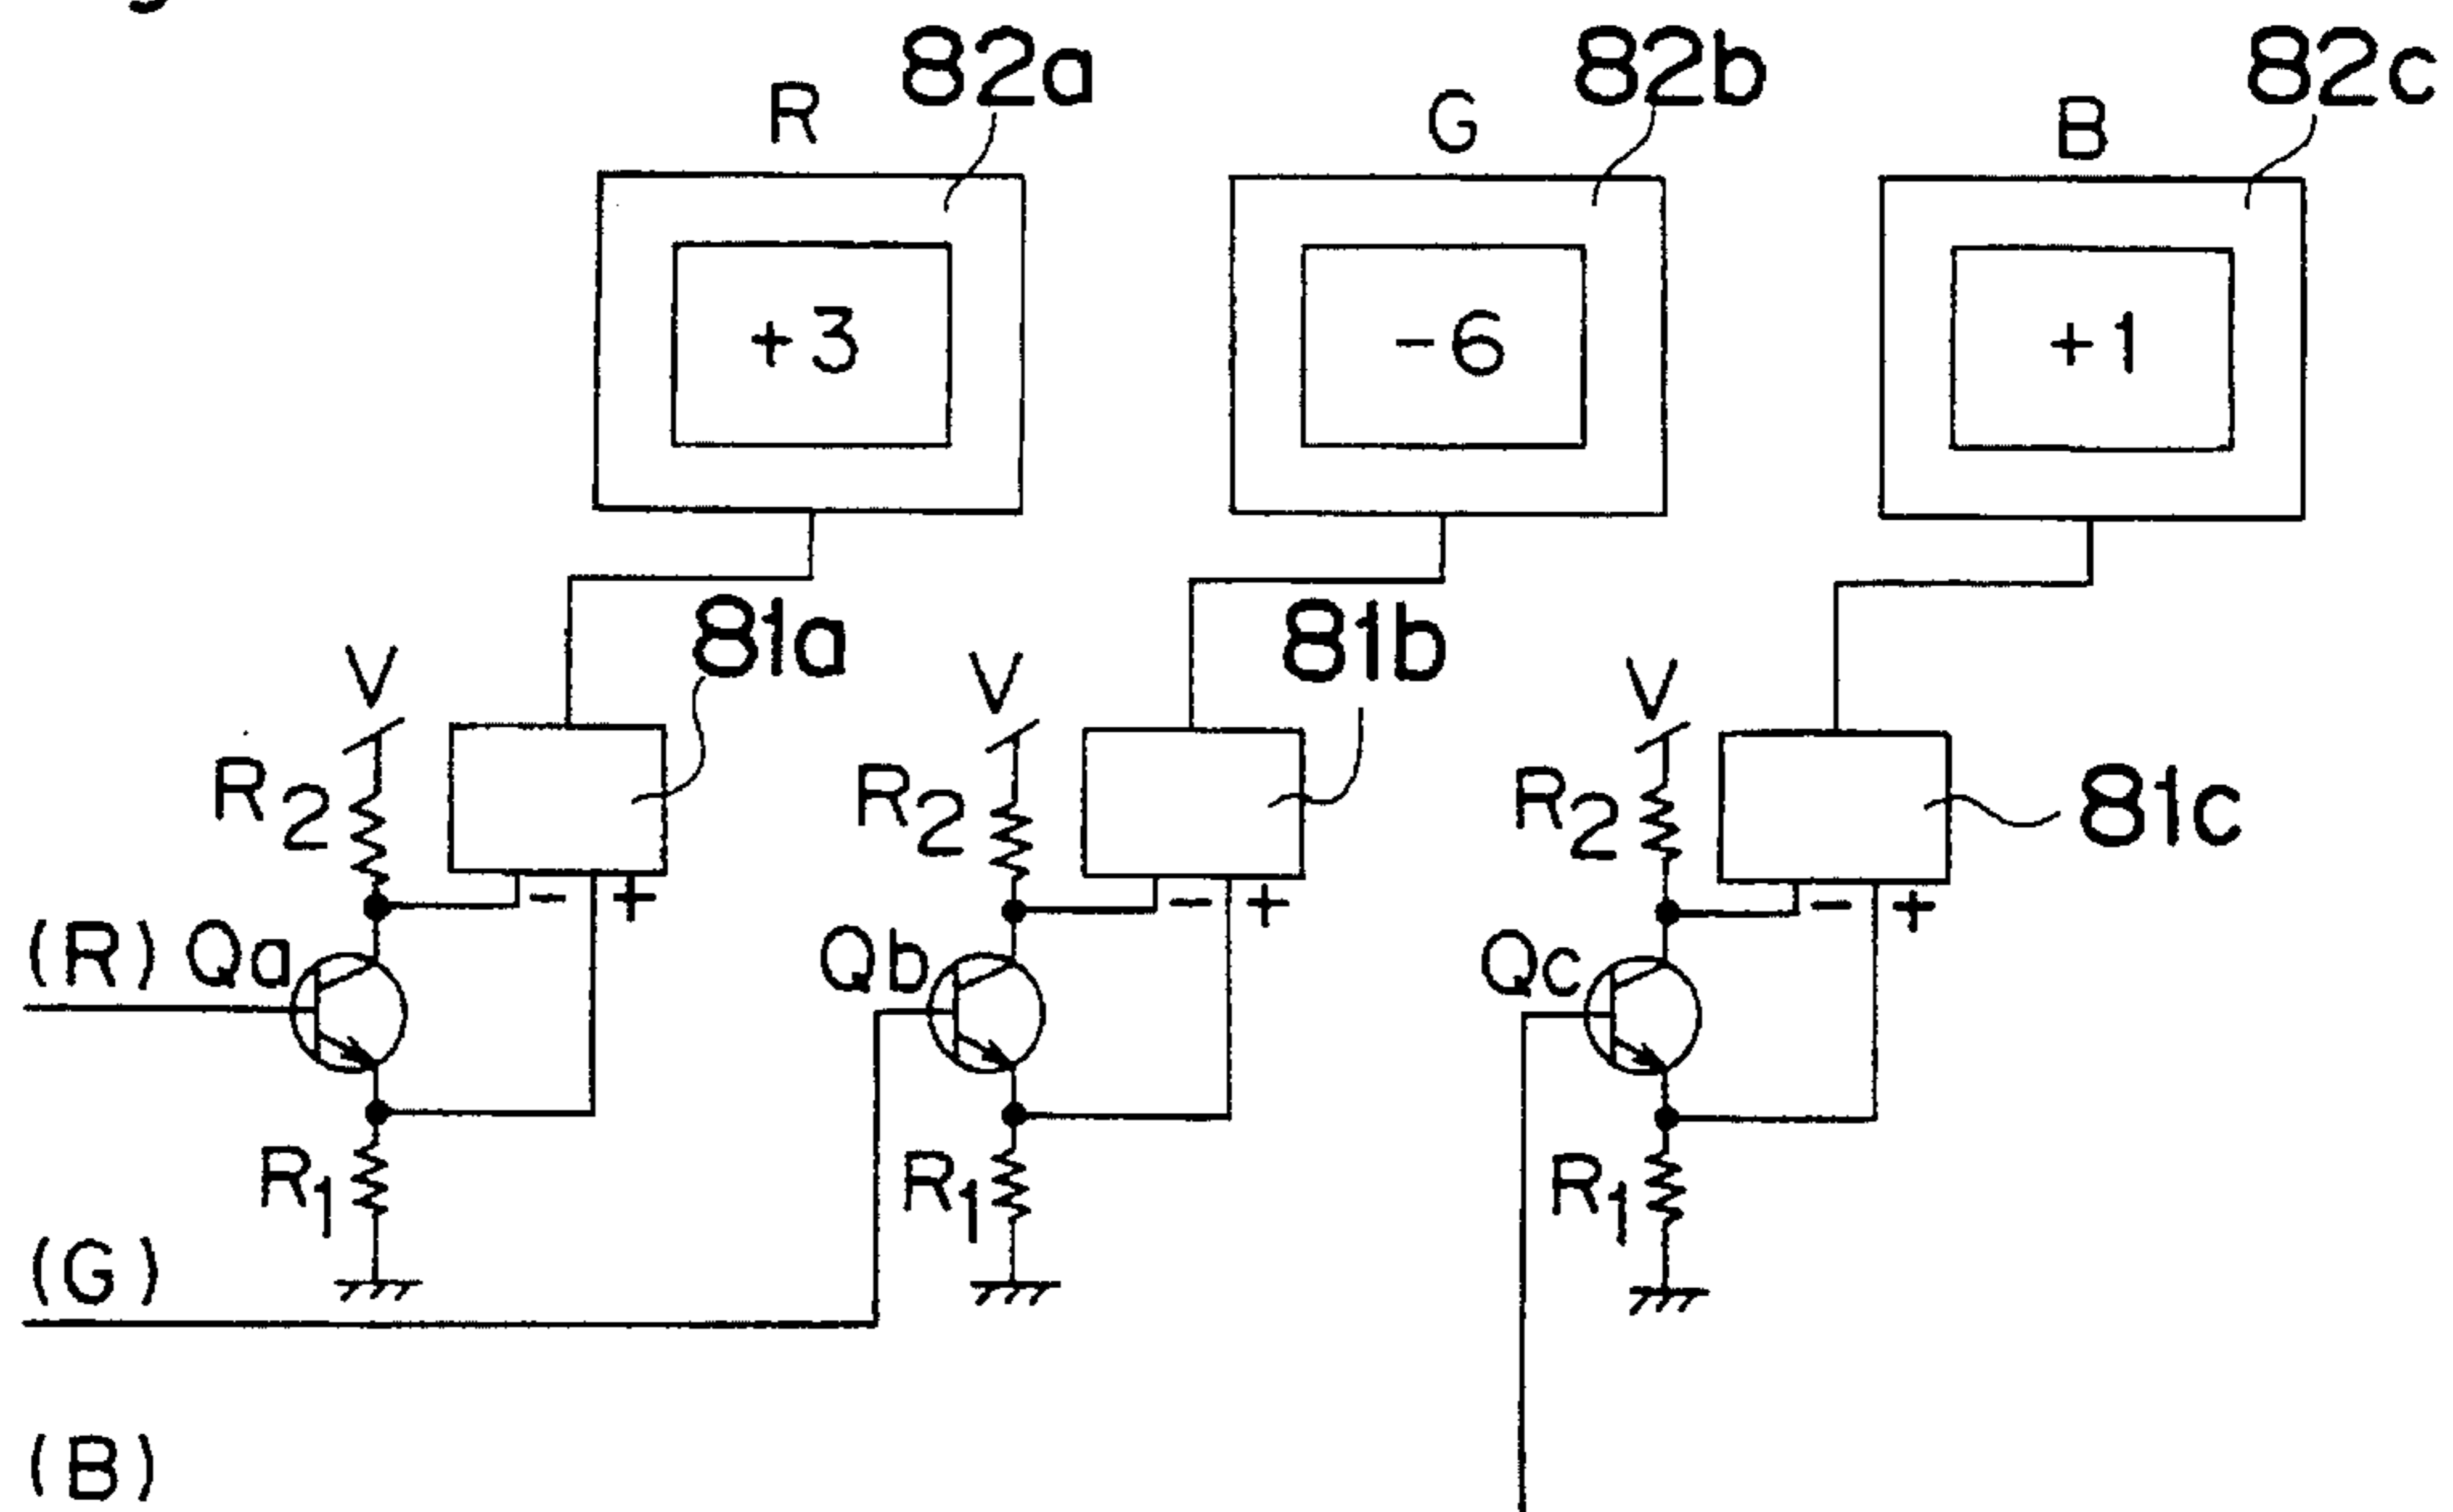 R 82a G 82b B 82c
+3 -6 +1
81a 81b 81c
V V V
R2 R2 R2
- + - + - +
(R) Qa Qb Qc
R1 R1 R1
(G)
(B)